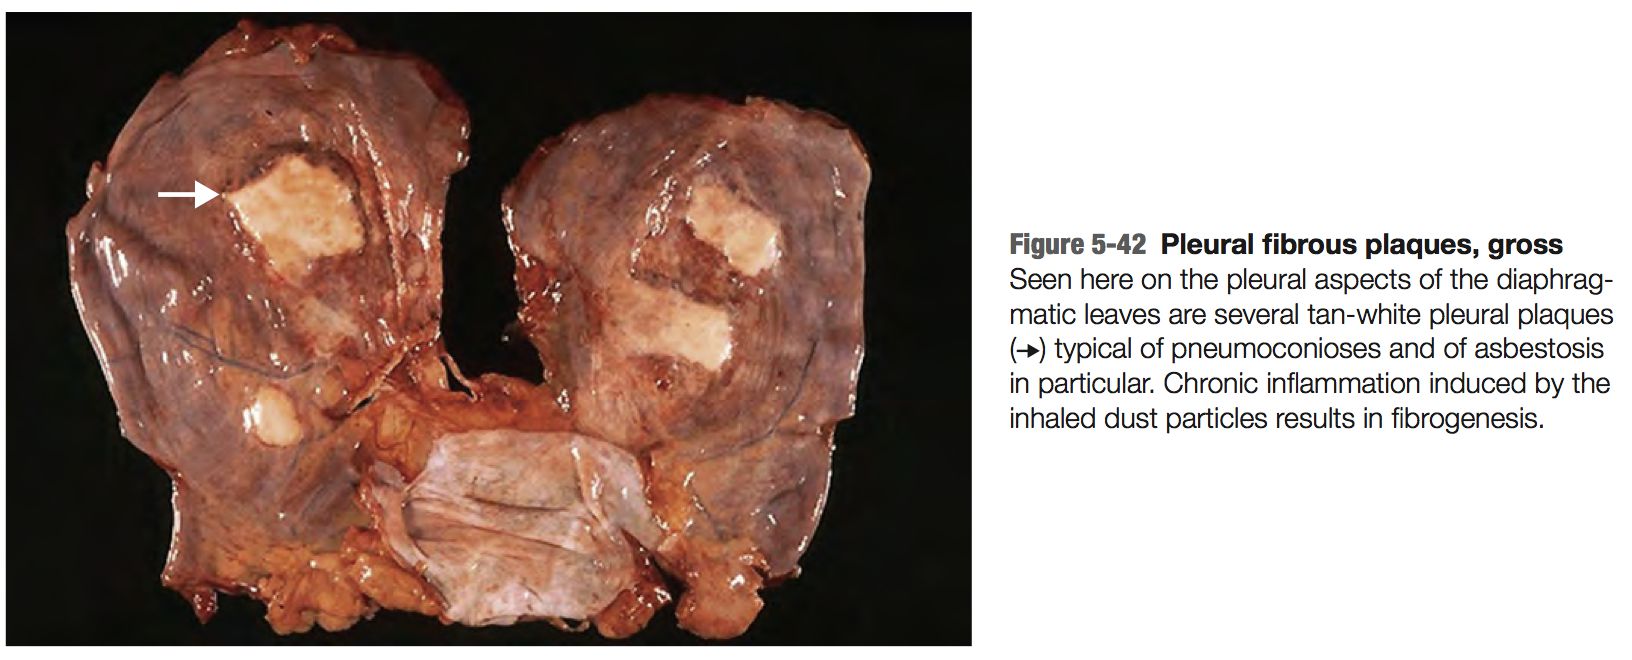 Figure 5-42 Pleural fibrous plaques, gross
Seen here on the pleural aspects of the diaphrag-
matic leaves are several tan-white pleural plaques
(→) typical of pneumoconioses and of asbestosis
in particular. Chronic inflammation induced by the
inhaled dust particles results in fibrogenesis.